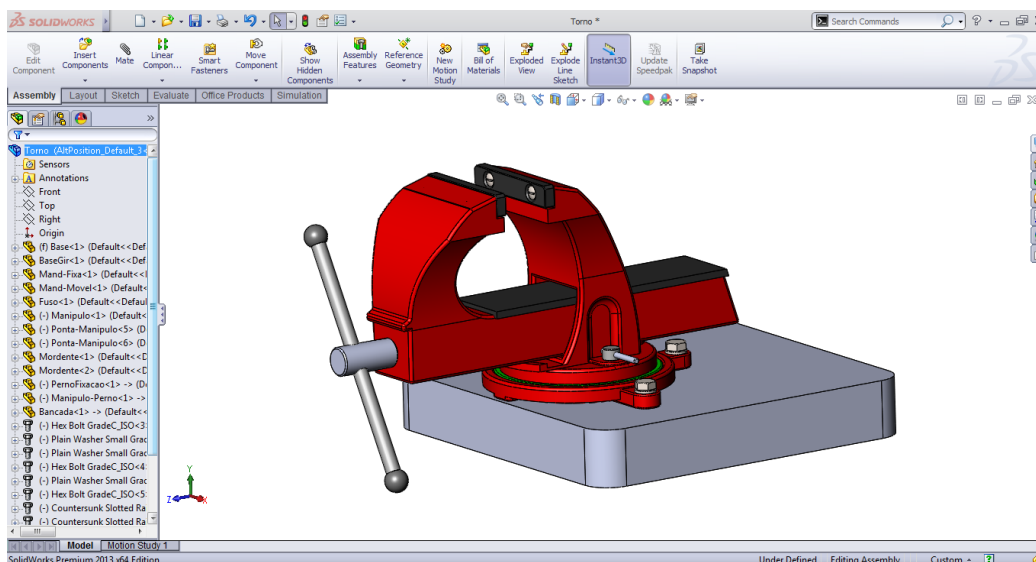 SOLIDWORKS
Torno *
Search Commands
Edit Component
Insert Components
Mate
Linear Compon...
Smart Fasteners
Move Component
Show Hidden Components
Assembly Features
Reference Geometry
New Motion Study
Bill of Materials
Exploded View
Explode Line Sketch
Instant3D
Update Speedpak
Take Snapshot
Assembly Layout Sketch Evaluate Office Products Simulation
Torno (AltPosition_Default_3<
Sensors
Annotations
Front
Top
Right
Origin
(f) Base<1> (Default<<Def
BaseGir<1> (Default<<Def
Mand-Fixa<1> (Default<<
Mand-Movel<1> (Default<
Fuso<1> (Default<<Defaul
(-) Manipulo<1> (Default<
(-) Ponta-Manipulo<5> (D
(-) Ponta-Manipulo<6> (D
Mordente<1> (Default<<D
Mordente<2> (Default<<D
(-) PernoFixacao<1> -> (De
(-) Manipulo-Perno<1> ->
Bancada<1> -> (Default<<
(-) Hex Bolt GradeC_ISO<3>
(-) Plain Washer Small Grad
(-) Plain Washer Small Grad
(-) Hex Bolt GradeC_ISO<4>
(-) Plain Washer Small Grad
(-) Hex Bolt GradeC_ISO<5>
(-) Countersunk Slotted Ra
(-) Countersunk Slotted Ra
Y
Z X
Model Motion Study 1
SolidWorks Premium 2013 x64 Edition
Under Defined Editing Assembly Custom